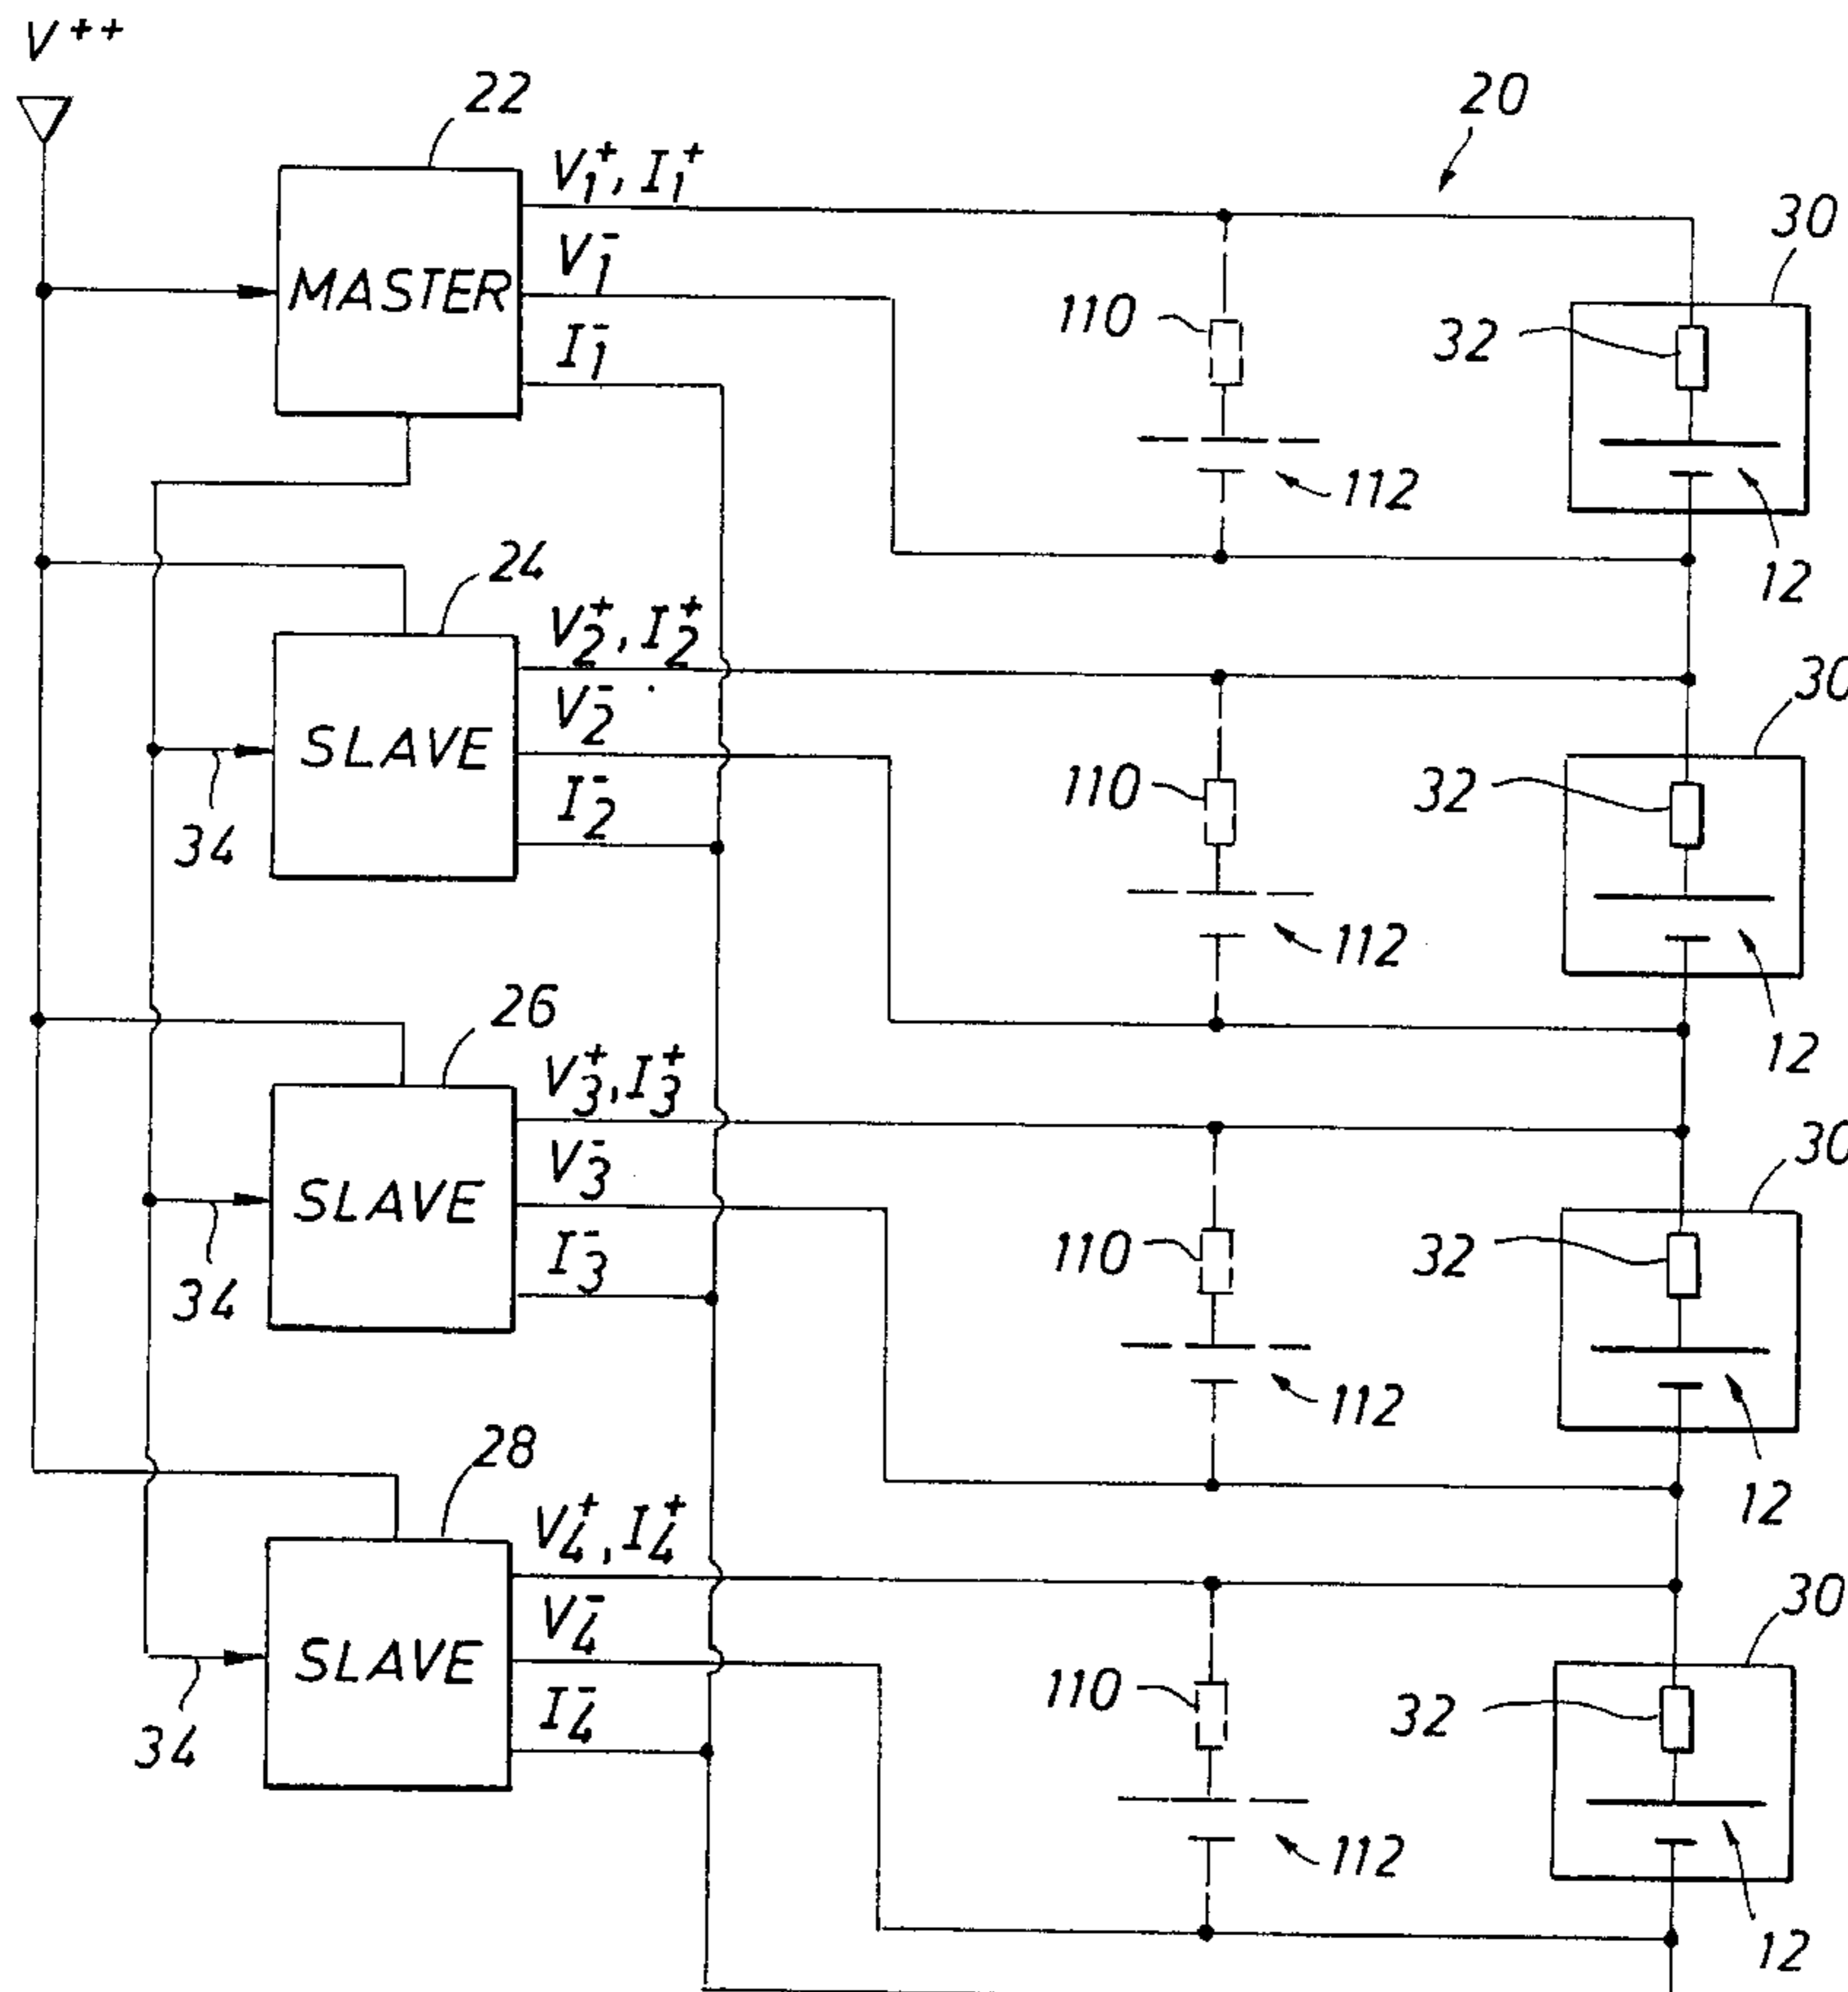 V++
22
20
V1+, I1+
30
V1-
MASTER
110
32
I1-
112
12
24
V2+, I2+
30
V2-
SLAVE
110
32
I2-
34
112
12
26
V3+, I3+
30
V3-
SLAVE
110
32
I3-
34
112
12
28
V4+, I4+
30
V4-
SLAVE
110
32
I4-
34
112
12